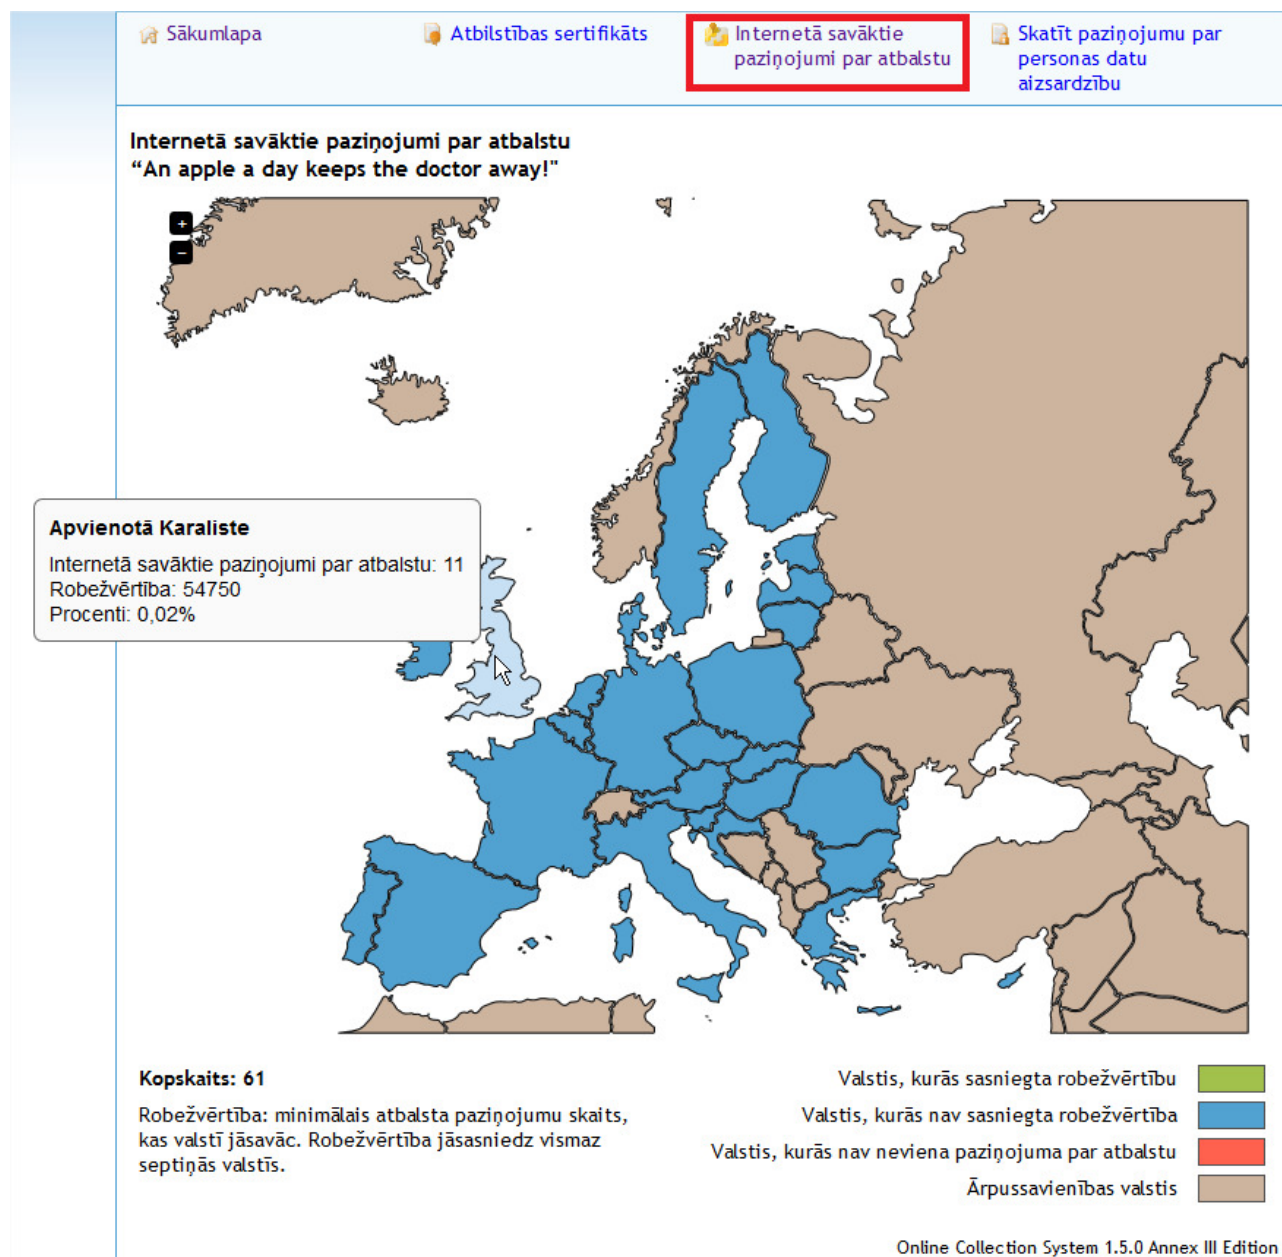 Sākumlapa
Atbilstības sertifikāts
Internetā savāktie
paziņojumi par atbalstu
Skatīt paziņojumu par
personas datu
aizsardzību
Internetā savāktie paziņojumi par atbalstu
“An apple a day keeps the doctor away!"
+
−
Apvienotā Karaliste
Internetā savāktie paziņojumi par atbalstu: 11
Robežvērtība: 54750
Procenti: 0,02%
Kopskaits: 61
Robežvērtība: minimālais atbalsta paziņojumu skaits,
kas valstī jāsavāc. Robežvērtība jāsasniedz vismaz
septiņās valstīs.
Valstis, kurās sasniegta robežvērtību
Valstis, kurās nav sasniegta robežvērtība
Valstis, kurās nav neviena paziņojuma par atbalstu
Ārpussavienības valstis
Online Collection System 1.5.0 Annex III Edition